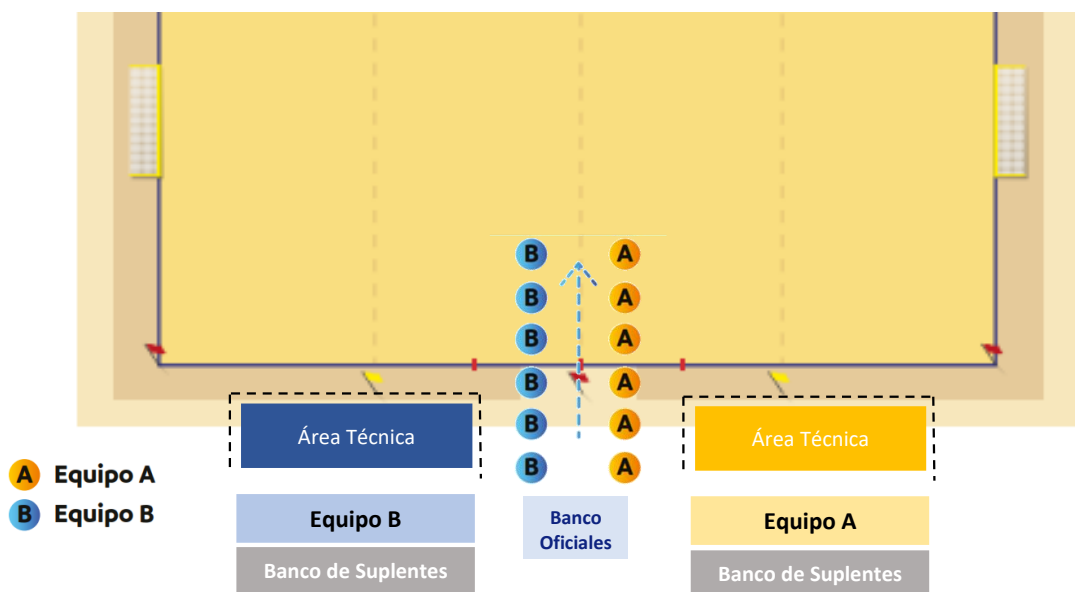 B A
B A
B A
B A
B A
B A
Área Técnica
Área Técnica
A Equipo A
B Equipo B
Equipo B
Banco
Oficiales
Equipo A
Banco de Suplentes
Banco de Suplentes